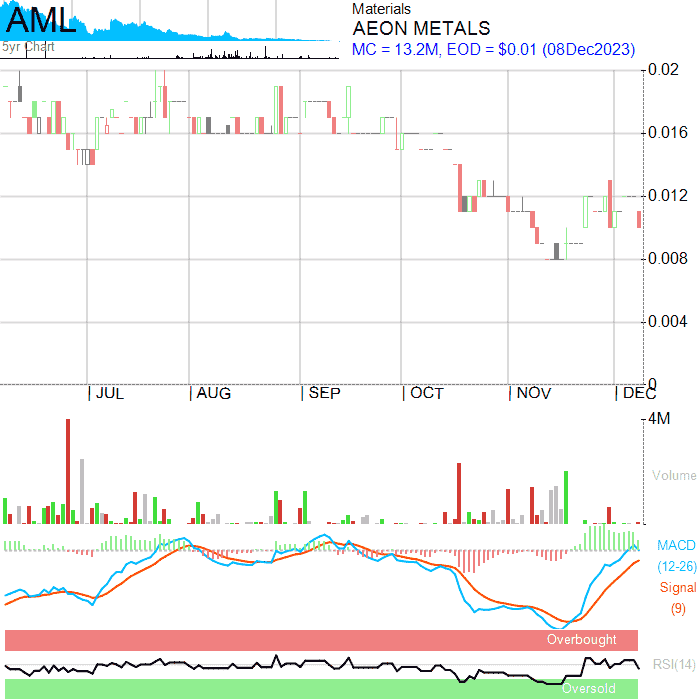 AML
5yr Chart
Materials
AEON METALS
MC = 13.2M, EOD = $0.01 (08Dec2023)
0.02
0.016
0.012
0.008
0.004
0
JUL AUG SEP OCT NOV DEC
4M
Volume
MACD
(12-26)
Signal
(9)
Overbought
RSI(14)
Oversold